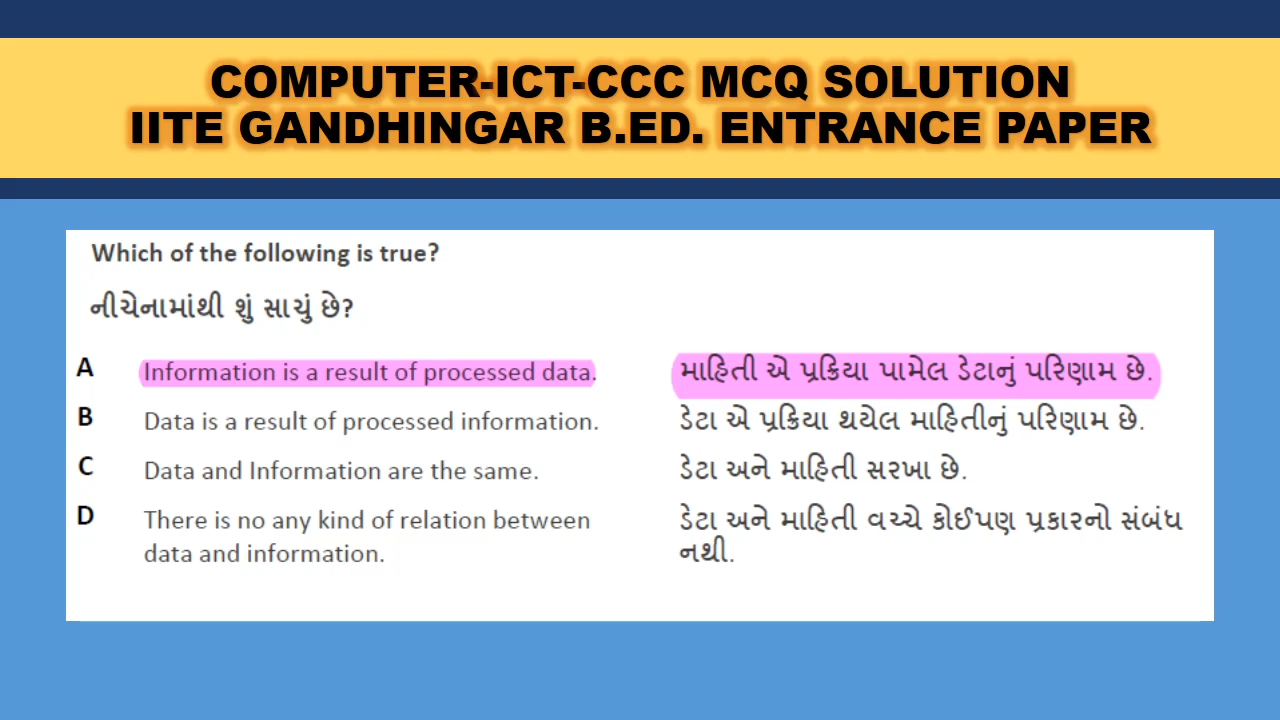 COMPUTER-ICT-CCC MCQ SOLUTION
IITE GANDHINGAR B.ED. ENTRANCE PAPER
Which of the following is true?
નીચેનામાંથી શું સાચું છે?
A Information is a result of processed data. માહિતી એ પ્રક્રિયા પામેલ ડેટાનું પરિણામ છે.
B Data is a result of processed information. ડેટા એ પ્રક્રિયા થયેલ માહિતીનું પરિણામ છે.
C Data and Information are the same. ડેટા અને માહિતી સરખા છે.
D There is no any kind of relation between ડેટા અને માહિતી વચ્ચે કોઈપણ પ્રકારનો સંબંધ
data and information. નથી.